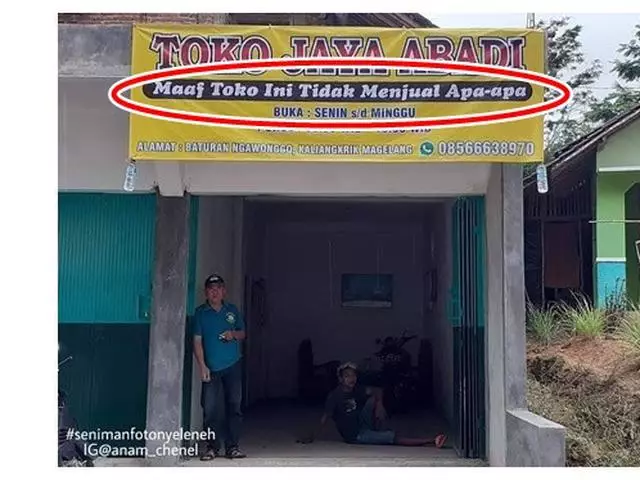 TOKO JAYA ABADI
Maaf Toko Ini Tidak Menjual Apa-apa
BUKA : SENIN s/d MINGGU
WIB
ALAMAT : BATURAN NGAWONGGO, KALIANGKRIK MAGELANG 08566638970
#senimanfotonyeleneh
IG@anam_chenel